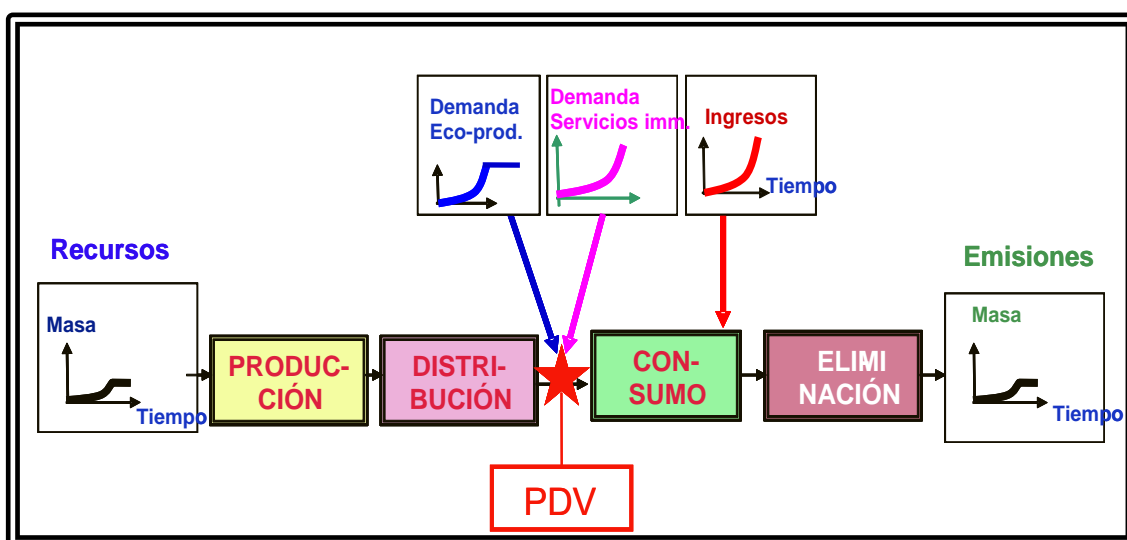 Demanda
Eco-prod.
Demanda
Servicios imm.
Ingresos
Tiempo
Recursos
Masa
Tiempo
PRODUC-
CIÓN
DISTRI-
BUCIÓN
CON-
SUMO
ELIMI
NACIÓN
Emisiones
Masa
Tiempo
PDV